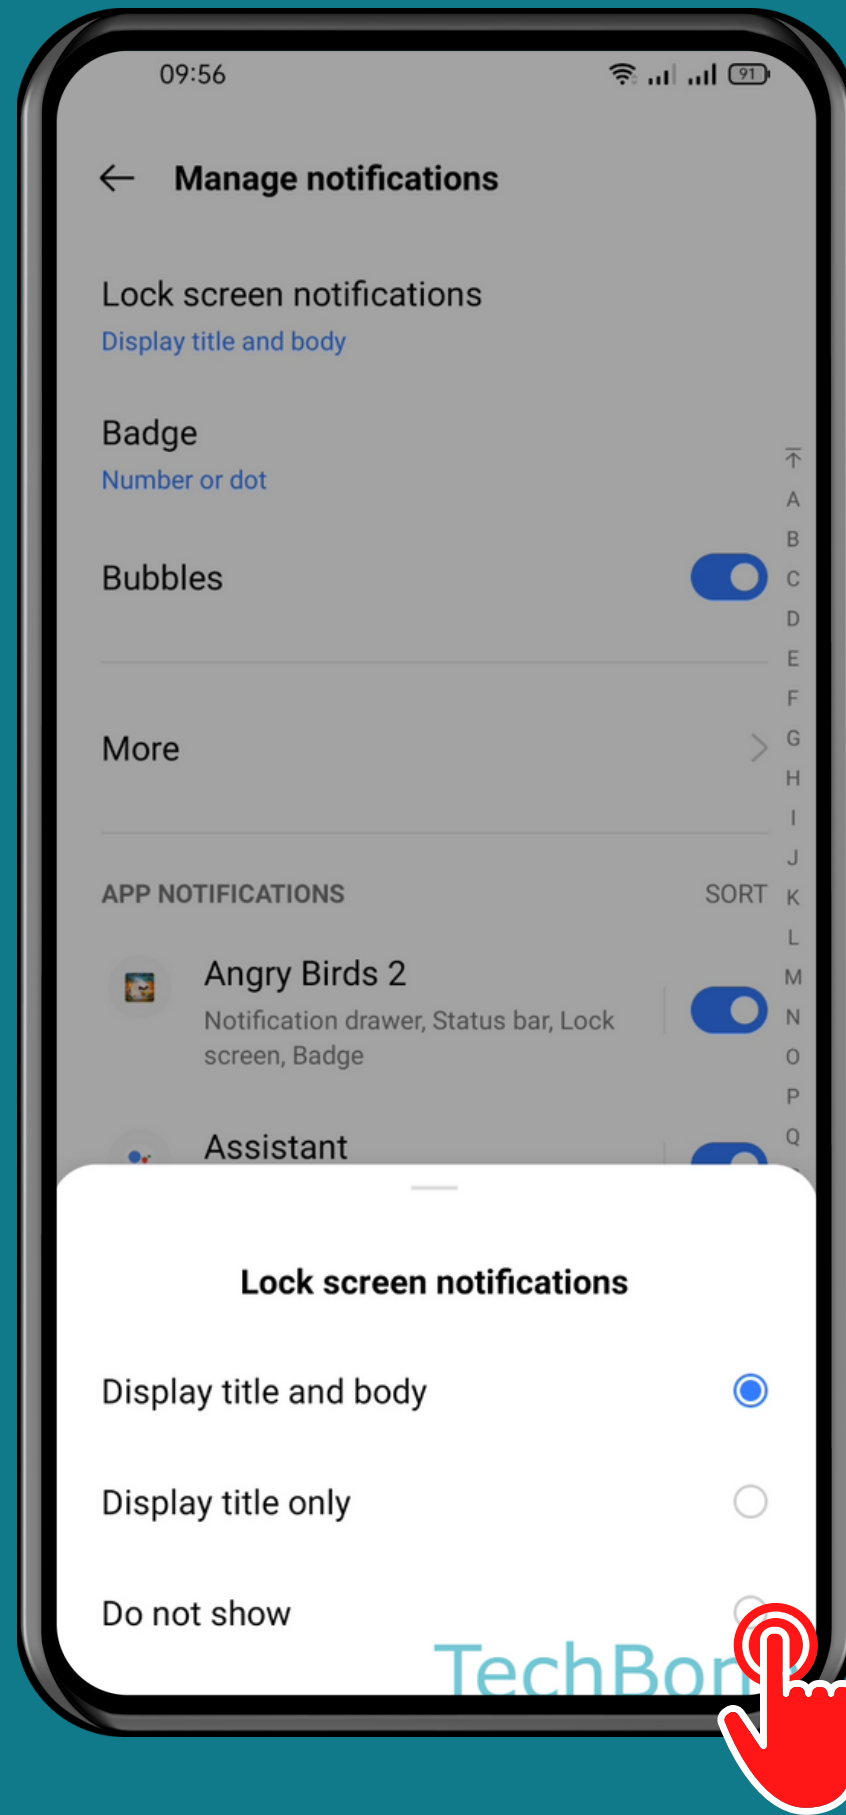 09:56
91
Manage notifications
Lock screen notifications
Display title and body
Badge
Number or dot
A
B
Bubbles
C
D
E
F
More
G
H
I
J
APP NOTIFICATIONS
SORT
K
L
Angry Birds 2
M
Notification drawer, Status bar, Lock
N
screen, Badge
O
P
Assistant
Q
Lock screen notifications
Display title and body
Display title only
Do not show